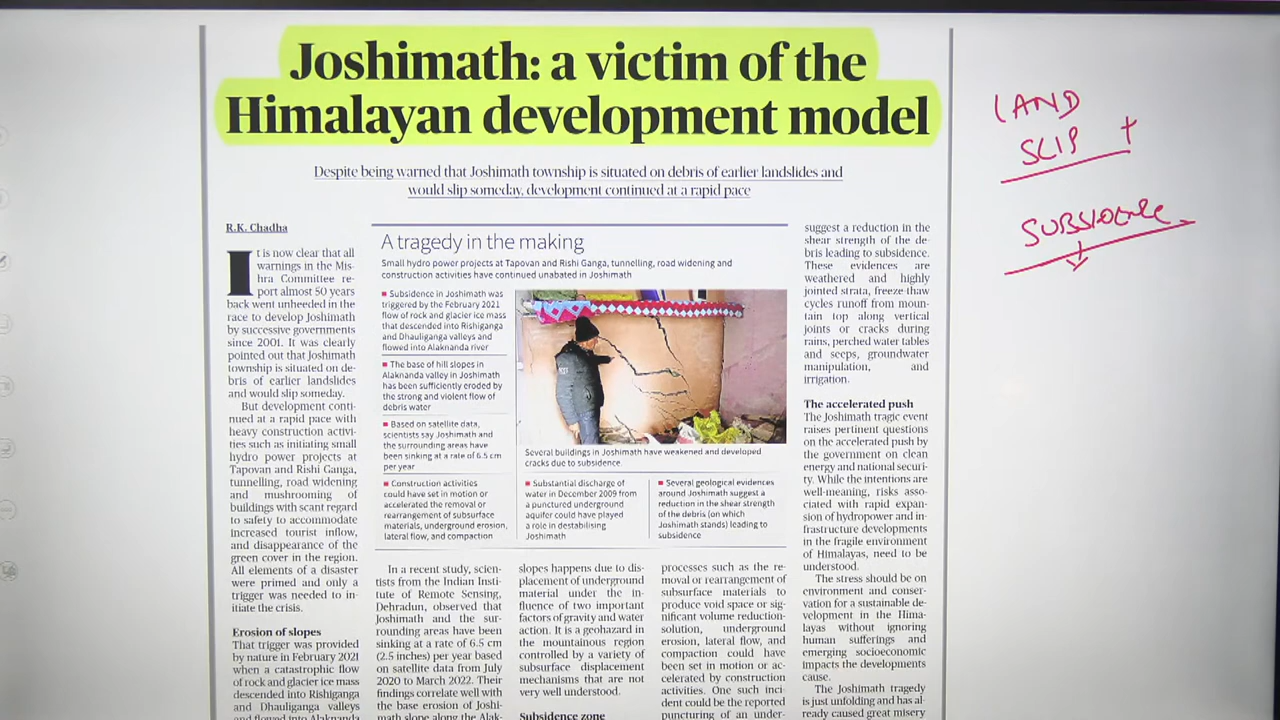 Joshimath: a victim of the
Himalayan development model
Despite being warned that Joshimath township is situated on debris of earlier landslides and
would slip someday, development continued at a rapid pace
R.K. Chadha
It is now clear that all
warnings in the Mis-
hra Committee re-
port almost 50 years
back went unheeded in the
race to develop Joshimath
by successive governments
since 2001. It was clearly
pointed out that Joshimath
township is situated on de-
bris of earlier landslides
and would slip someday.
But development conti-
nued at a rapid pace with
heavy construction activi-
ties such as initiating small
hydro power projects at
Tapovan and Rishi Ganga,
tunnelling, road widening
and mushrooming of
buildings with scant regard
to safety to accommodate
increased tourist inflow,
and disappearance of the
green cover in the region.
All elements of a disaster
were primed and only a
trigger was needed to in-
itiate the crisis.
Erosion of slopes
That trigger was provided
by nature in February 2021
when a catastrophic flow
of rock and glacier ice mass
descended into Rishiganga
and Dhauliganga valleys
and flowed into Alaknanda
A tragedy in the making
Small hydro power projects at Tapovan and Rishi Ganga, tunnelling, road widening and
construction activities have continued unabated in Joshimath
Subsidence in Joshimath was
triggered by the February 2021
flow of rock and glacier ice mass
that descended into Rishiganga
and Dhauliganga valleys and
flowed into Alaknanda river
The base of hill slopes in
Alaknanda valley in Joshimath
has been sufficiently eroded by
the strong and violent flow of
debris water
Based on satellite data,
scientists say Joshimath and
the surrounding areas have
been sinking at a rate of 6.5 cm
per year
Construction activities
could have set in motion or
accelerated the removal or
rearrangement of subsurface
materials, underground erosion,
lateral flow, and compaction
Several buildings in Joshimath have weakened and developed
cracks due to subsidence
Substantial discharge of
water in December 2009 from
a punctured underground
aquifer could have played
a role in destabilising
Joshimath
Several geological evidences
around Joshimath suggest a
reduction in the shear strength
of the debris (on which
Joshimath stands) leading to
subsidence
In a recent study, scien-
tists from the Indian Insti-
tute of Remote Sensing,
Dehradun, observed that
Joshimath and the sur-
rounding areas have been
sinking at a rate of 6.5 cm
(2.5 inches) per year based
on satellite data from July
2020 to March 2022. Their
findings correlate well with
the base erosion of Joshi-
math slope along the Alak-
slopes happens due to dis-
placement of underground
material under the in-
fluence of two important
factors of gravity and water
action. It is a geohazard in
the mountainous region
controlled by a variety of
subsurface displacement
mechanisms that are not
very well understood.
Subsidence zone
processes such as the re-
moval or rearrangement of
subsurface materials to
produce void space or sig-
nificant volume reduction-
solution, underground
erosion, lateral flow, and
compaction could have
been set in motion or ac-
celerated by construction
activities. One such inci-
dent could be the reported
puncturing of an under-
suggest a reduction in the
shear strength of the de-
bris leading to subsidence.
These evidences are
weathered and highly
jointed strata, freeze-thaw
cycles runoff from moun-
tain top along vertical
joints or cracks during
rains, perched water tables
and seeps, groundwater
manipulation, and
irrigation.
The accelerated push
The Joshimath tragic event
raises pertinent questions
on the accelerated push by
the government on clean
energy and national securi-
ty. While the intentions are
well-meaning, risks asso-
ciated with rapid expan-
sion of hydropower and in-
frastructure developments
in the fragile environment
of Himalayas, need to be
understood.
The stress should be on
environment and conser-
vation for a sustainable de-
velopment in the Hima-
layas without ignoring
human sufferings and
emerging socioeconomic
impacts the developments
cause.
The Joshimath tragedy
is just unfolding and has al-
ready caused great misery
LAND
SLIP +
SUBSIDENCE